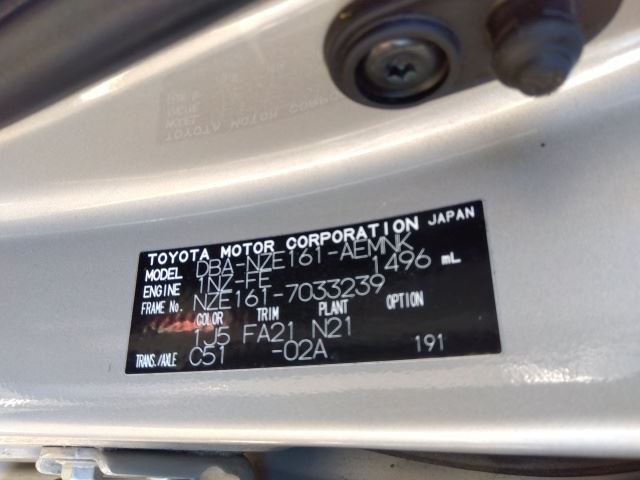 TOYOTA MOTOR CORPORATION JAPAN
MODEL DBA-NZE161-AEMNK
ENGINE 1NZ-FE 1496 mL
FRAME No. NZE161-7033239
COLOR TRIM PLANT OPTION
1J5 FA21 N21
TRANS./AXLE C51 -02A 191